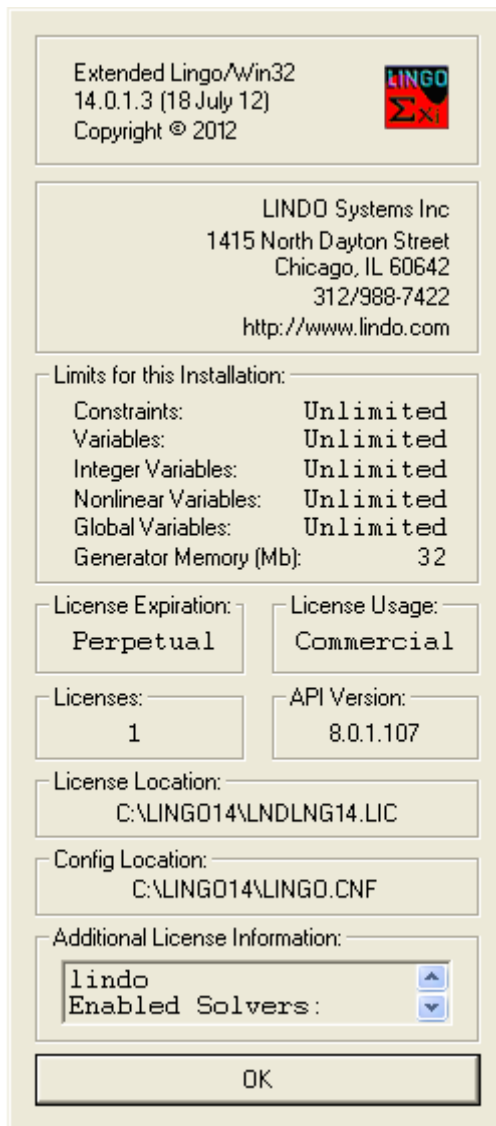 Extended Lingo/Win32
14.0.1.3 (18 July 12)
Copyright © 2012
LINGO
Σxi
LINDO Systems Inc
1415 North Dayton Street
Chicago, IL 60642
312/988-7422
http://www.lindo.com
Limits for this Installation:
Constraints: Unlimited
Variables: Unlimited
Integer Variables: Unlimited
Nonlinear Variables: Unlimited
Global Variables: Unlimited
Generator Memory (Mb): 32
License Expiration: License Usage:
Perpetual Commercial
Licenses: API Version:
1 8.0.1.107
License Location:
C:\LINGO14\LNDLNG14.LIC
Config Location:
C:\LINGO14\LINGO.CNF
Additional License Information:
lindo
Enabled Solvers:
OK